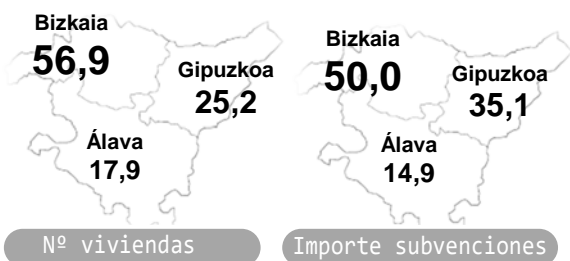 Bizkaia
56,9
Gipuzkoa
25,2
Álava
17,9
Nº viviendas
Bizkaia
50,0
Gipuzkoa
35,1
Álava
14,9
Importe subvenciones